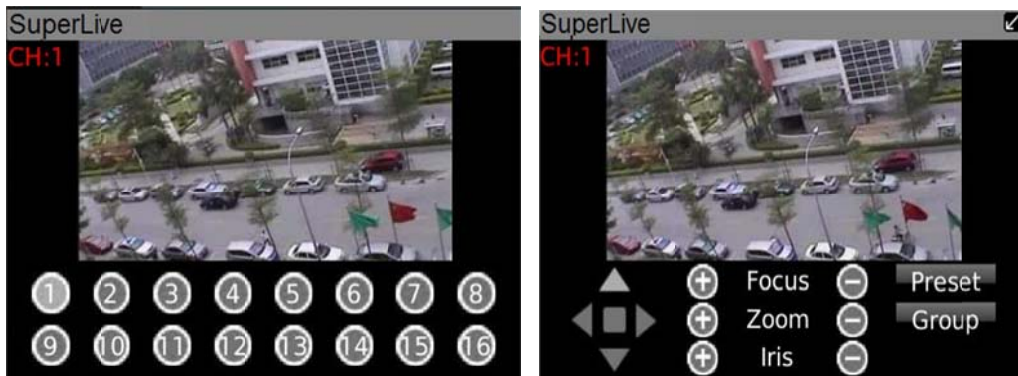 SuperLive
CH:1
1 2 3 4 5 6 7 8
9 10 11 12 13 14 15 16
SuperLive
CH:1
Focus Preset
Zoom Group
Iris